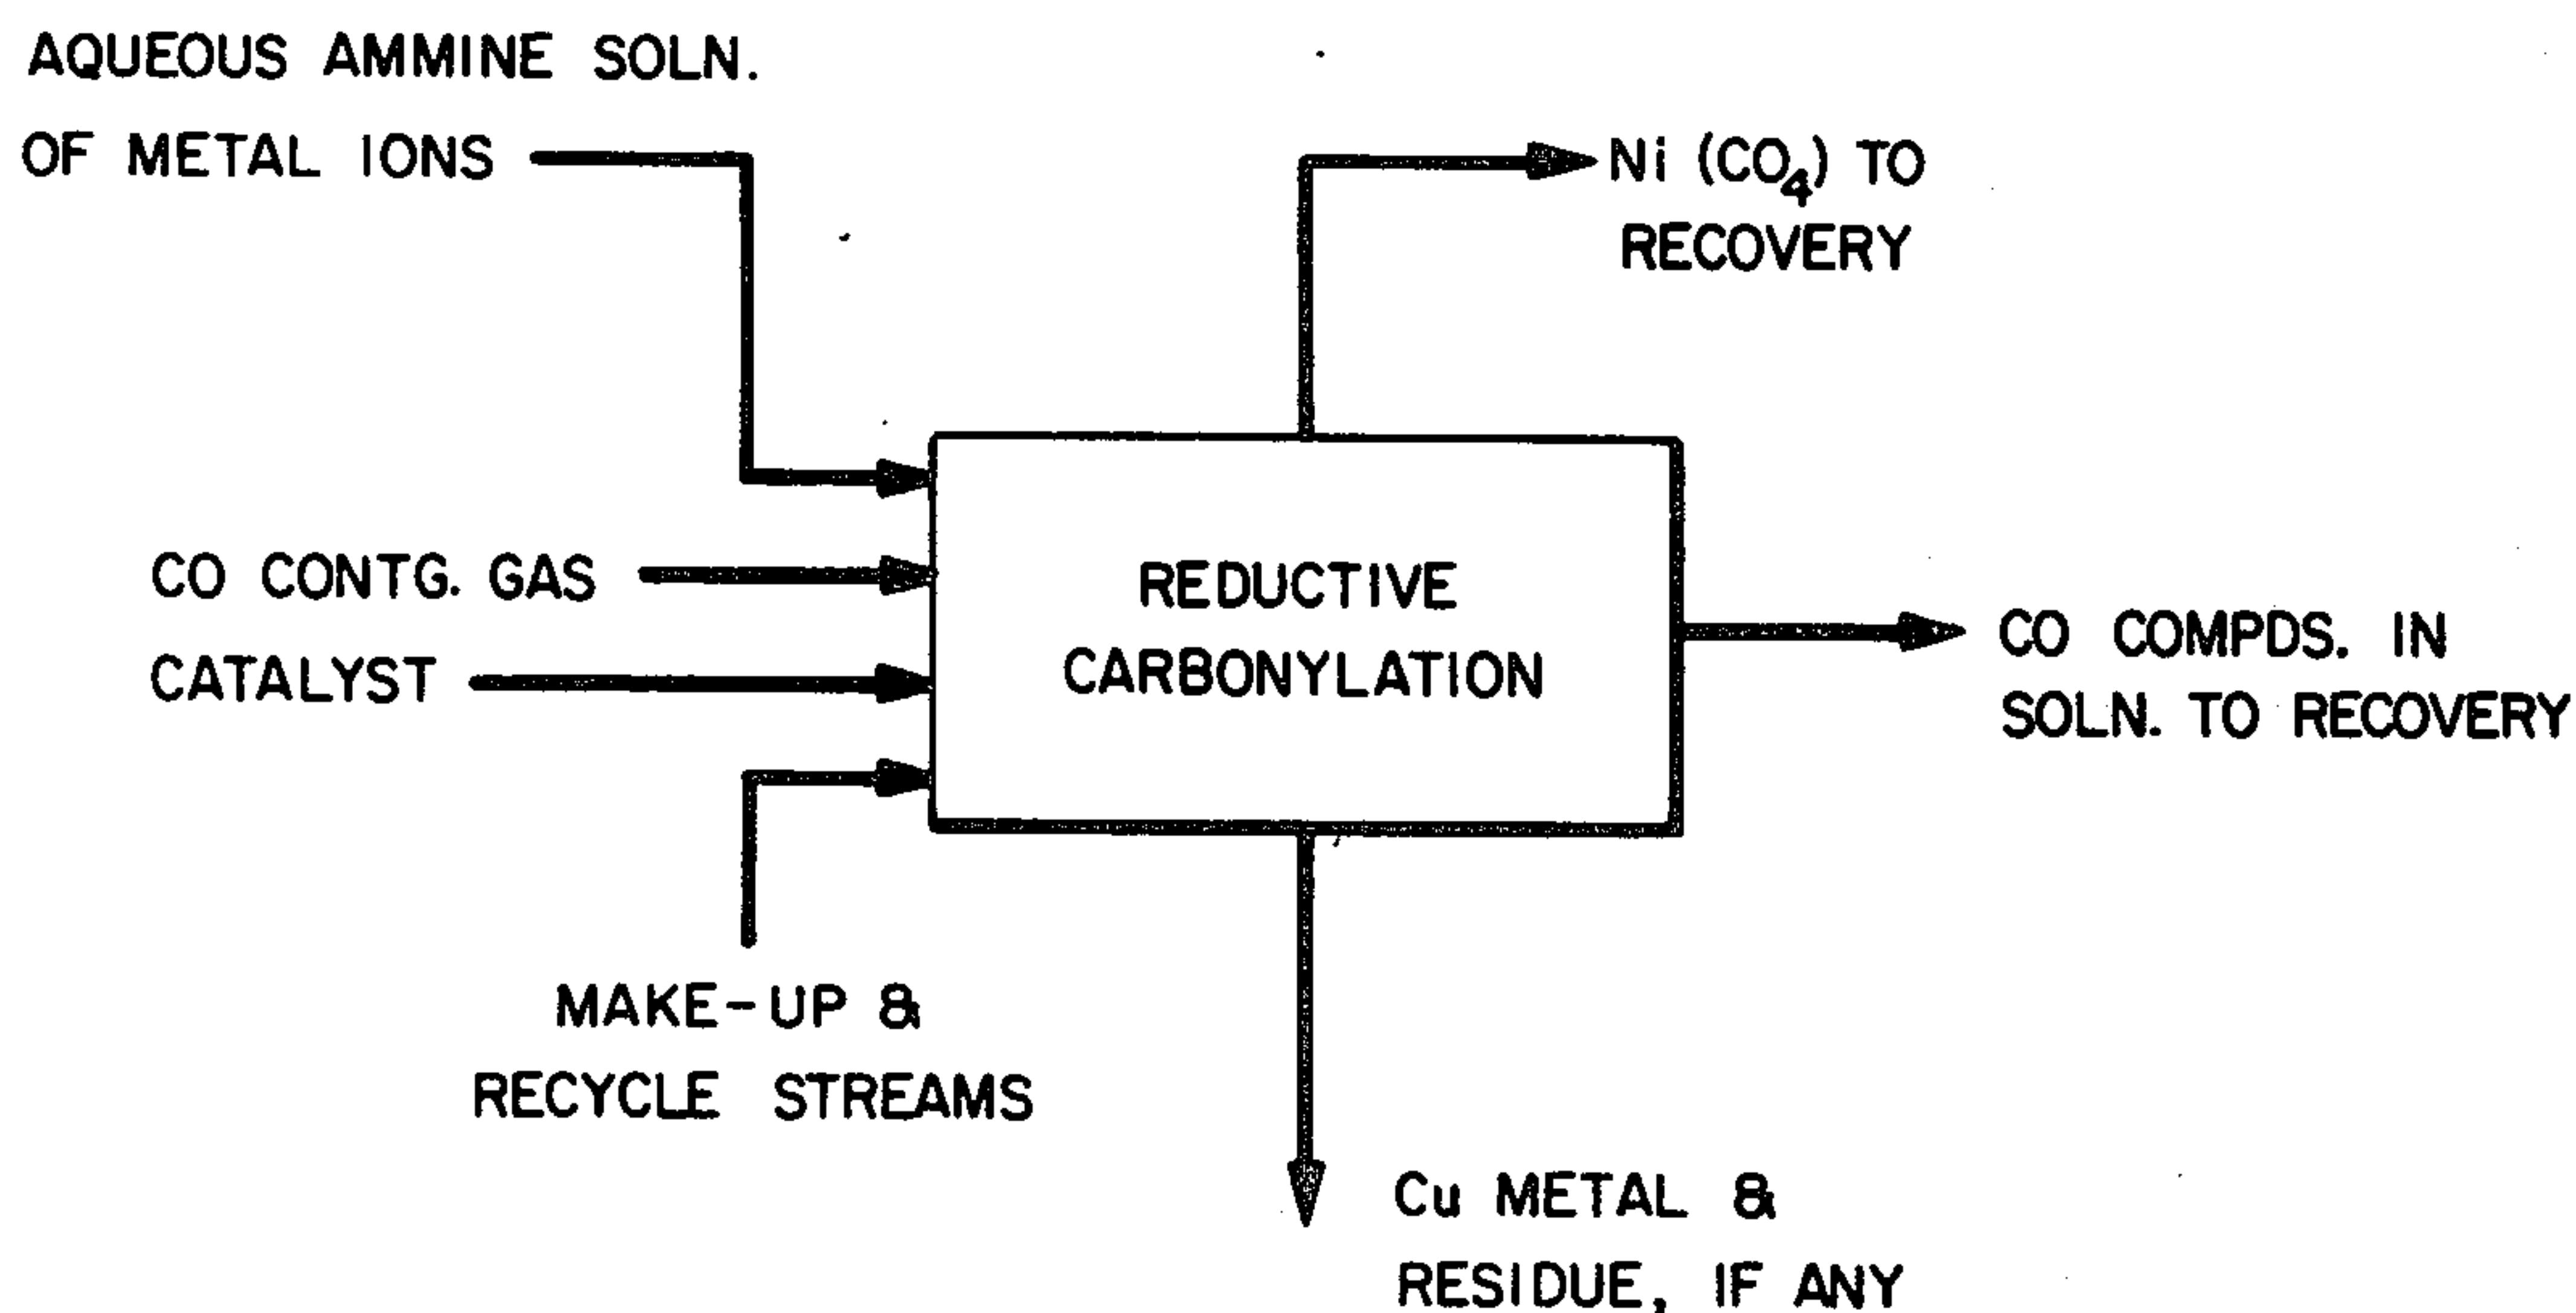 AQUEOUS AMMINE SOLN.
OF METAL IONS
Ni (CO₄) TO
RECOVERY
CO CONTG. GAS
CATALYST
REDUCTIVE
CARBONYLATION
CO COMPDS. IN
SOLN. TO RECOVERY
MAKE-UP &
RECYCLE STREAMS
Cu METAL &
RESIDUE, IF ANY